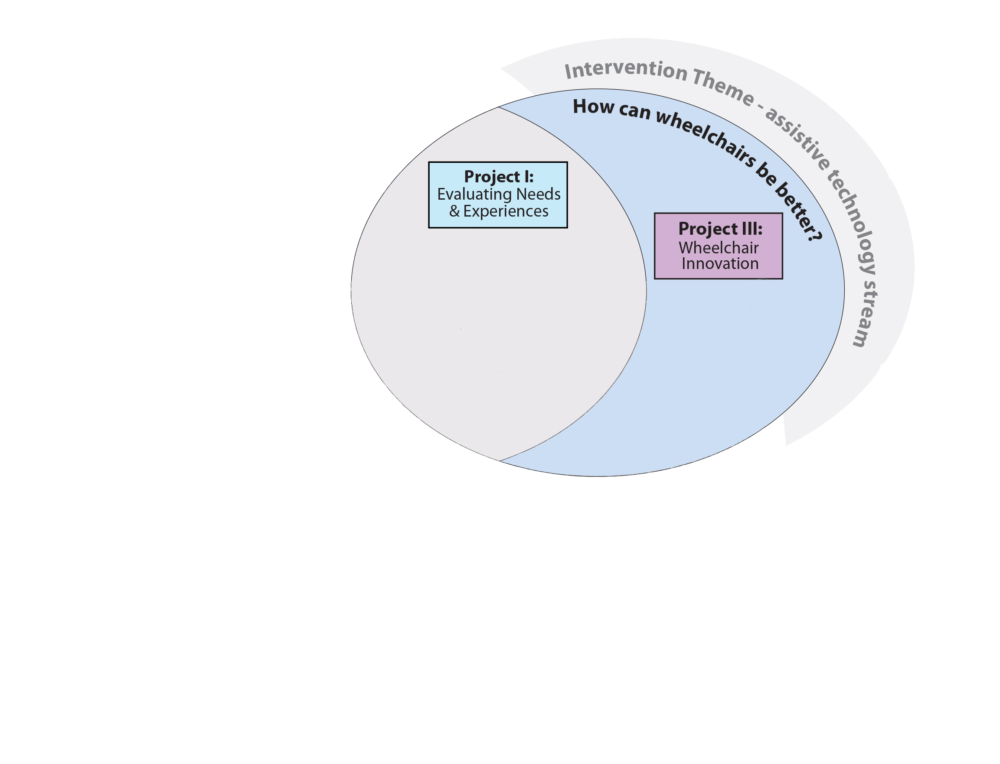 Intervention Theme - assistive technology stream
How can wheelchairs be better?
Project I:
Evaluating Needs
& Experiences
Project III:
Wheelchair
Innovation